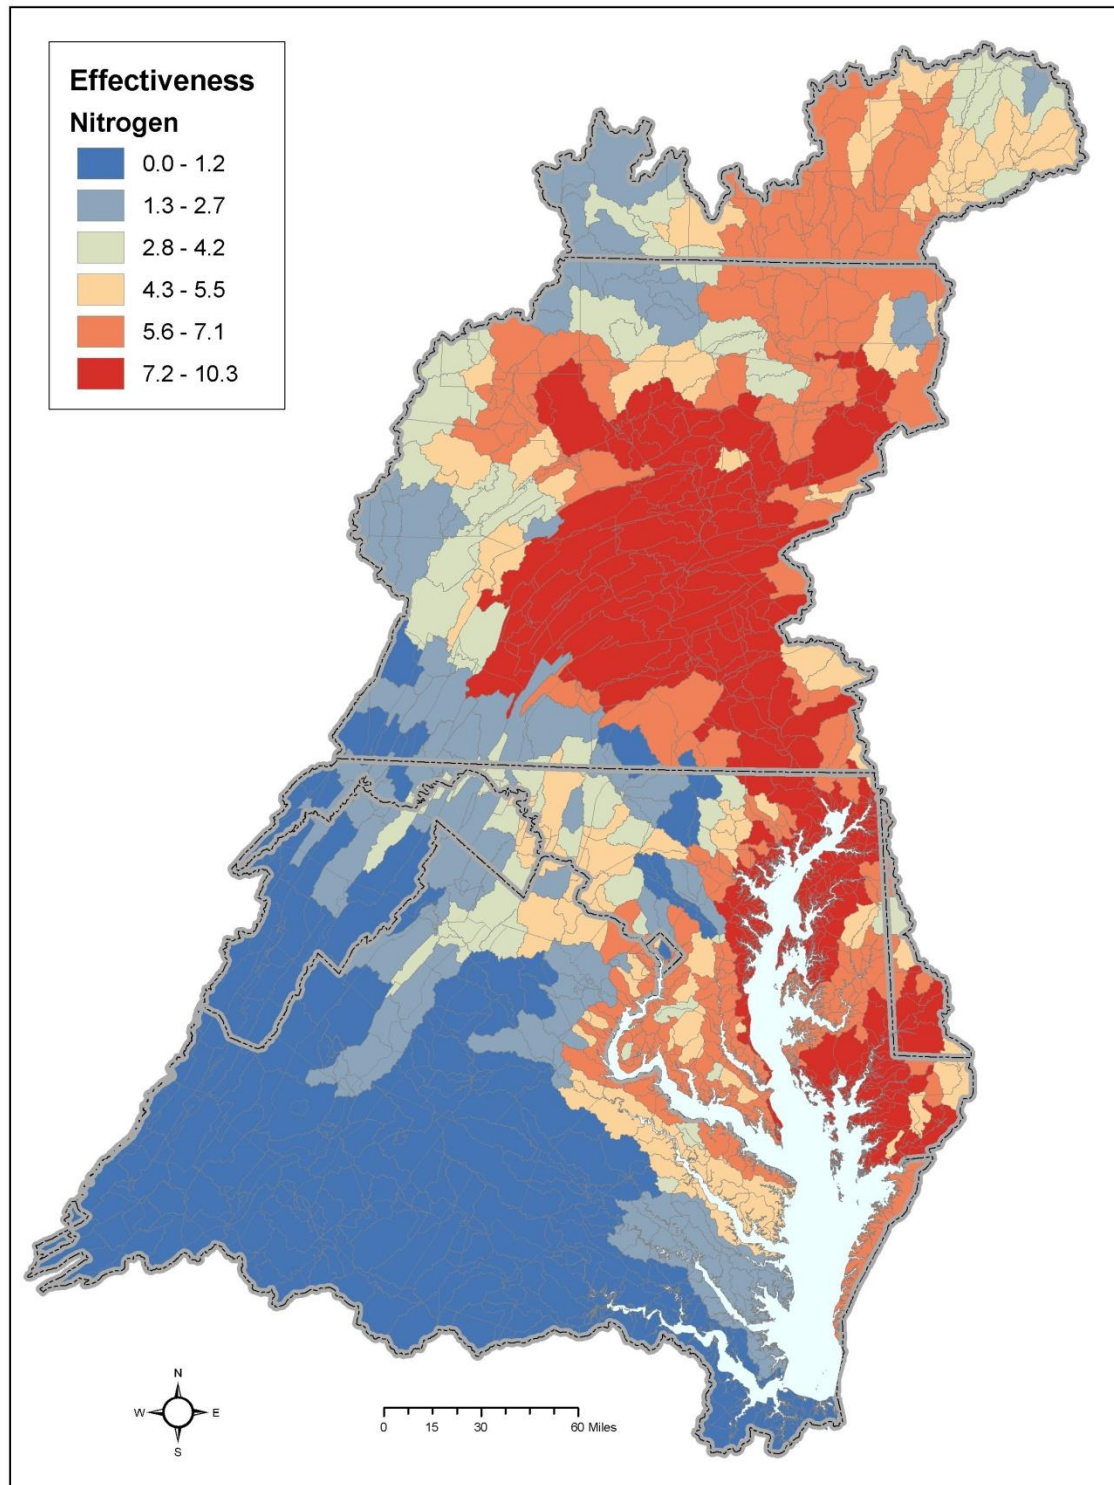 Effectiveness
Nitrogen
0.0 - 1.2
1.3 - 2.7
2.8 - 4.2
4.3 - 5.5
5.6 - 7.1
7.2 - 10.3
N
W E
S
0 15 30 60 Miles